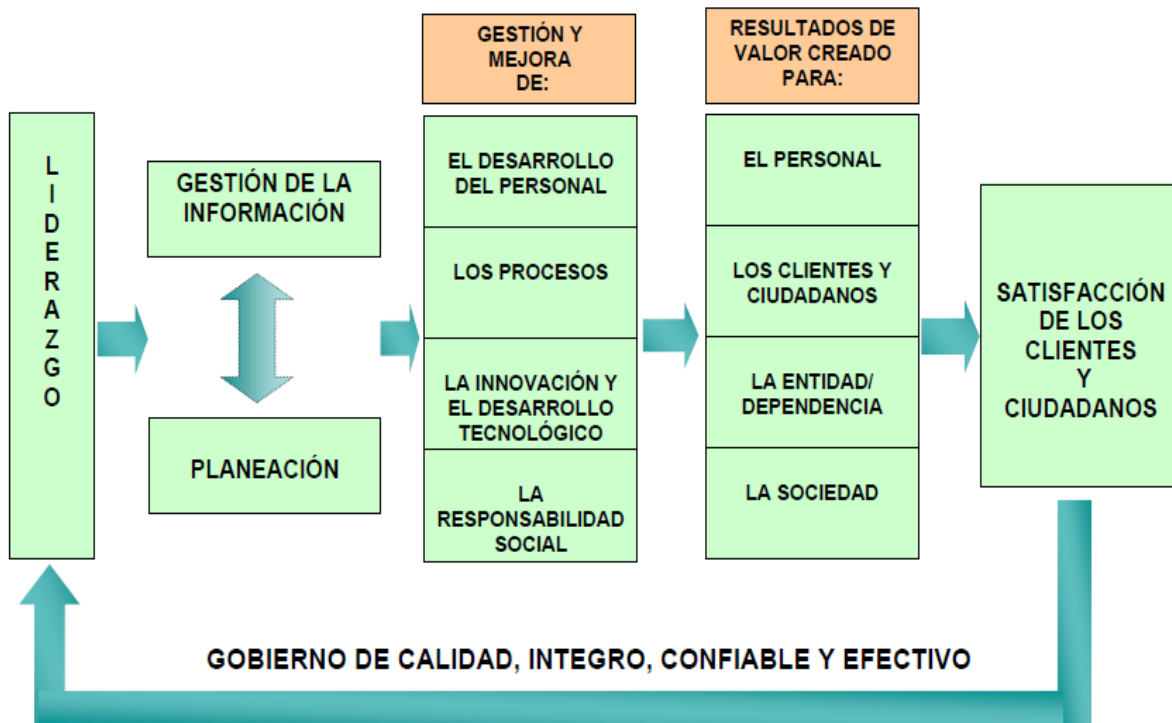 LIDERAZGO
GESTIÓN DE LA
INFORMACIÓN
PLANEACIÓN
GESTIÓN Y
MEJORA
DE:
EL DESARROLLO
DEL PERSONAL
LOS PROCESOS
LA INNOVACIÓN Y
EL DESARROLLO
TECNOLÓGICO
LA
RESPONSABILIDAD
SOCIAL
RESULTADOS DE
VALOR CREADO
PARA:
EL PERSONAL
LOS CLIENTES Y
CIUDADANOS
LA ENTIDAD/
DEPENDENCIA
LA SOCIEDAD
SATISFACCIÓN
DE LOS
CLIENTES
Y
CIUDADANOS
GOBIERNO DE CALIDAD, INTEGRO, CONFIABLE Y EFECTIVO